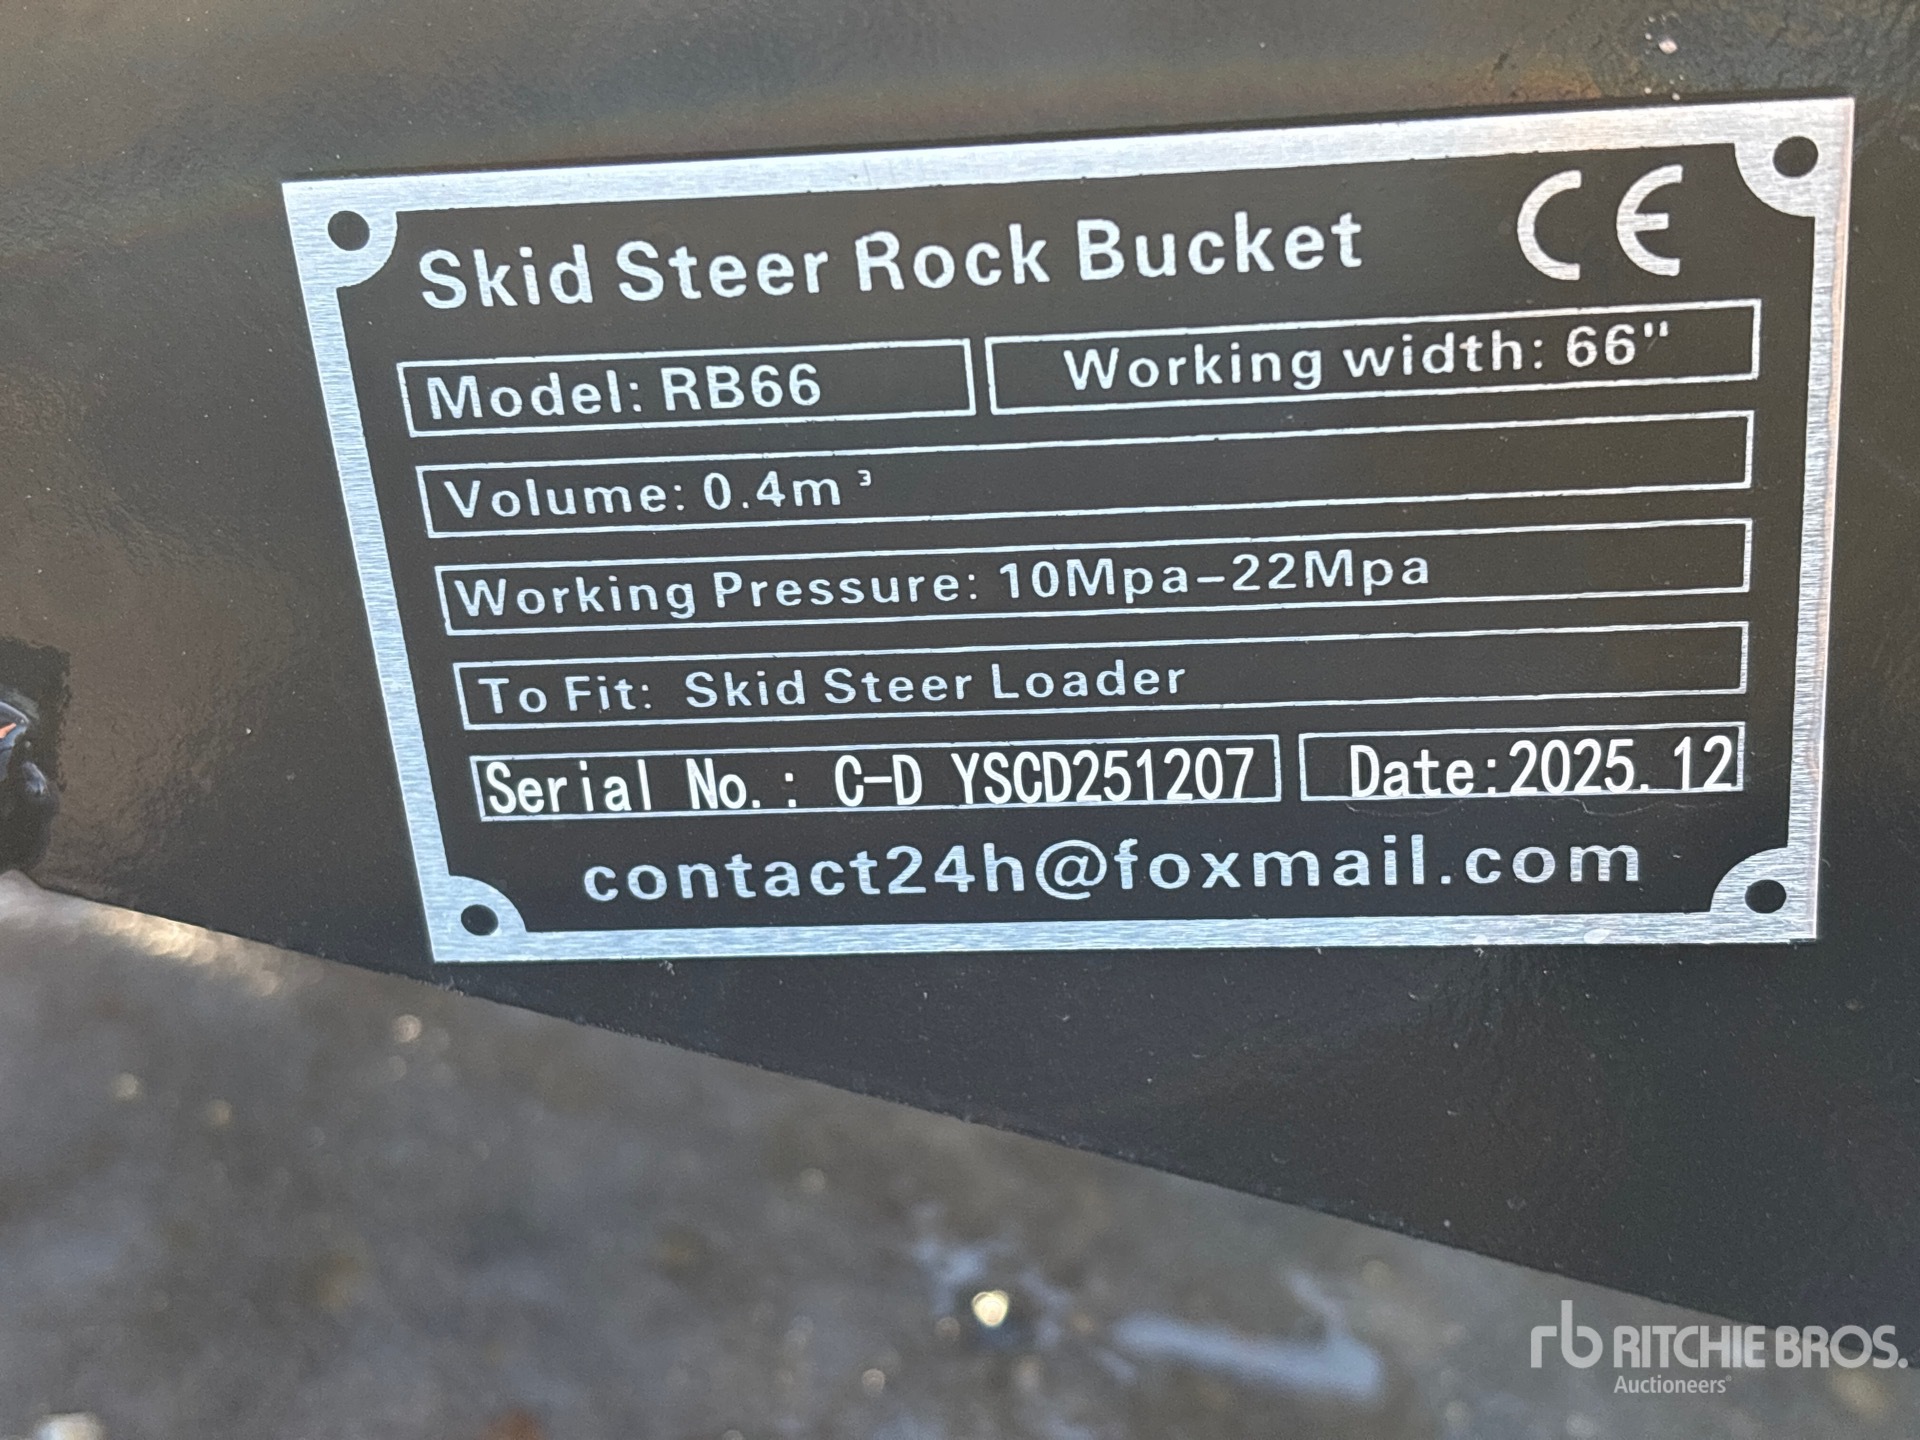 Skid Steer Rock Bucket CE
Model: RB66 Working width: 66"
Volume: 0.4m³
Working Pressure: 10Mpa-22Mpa
To Fit: Skid Steer Loader
Serial No.: C-D YSCD251207 Date:2025.12
contact24h@foxmail.com
rb RITCHIE BROS.
Auctioneers